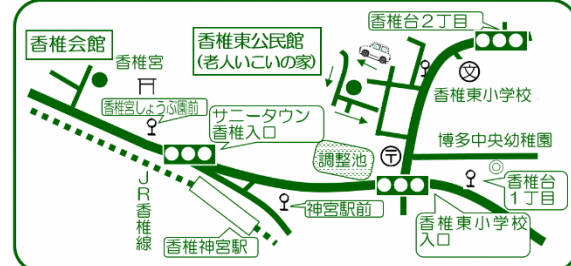 香椎会館
香椎宮
香椎宮しょうぶ園前
サニータウン
香椎入口
香椎東公民館
(老人いこいの家)
香椎台2丁目
文
香椎東小学校
博多中央幼稚園
〒
調整池
香椎台
1丁目
香椎東小学校
入口
神宮駅前
香椎神宮駅
JR香椎線